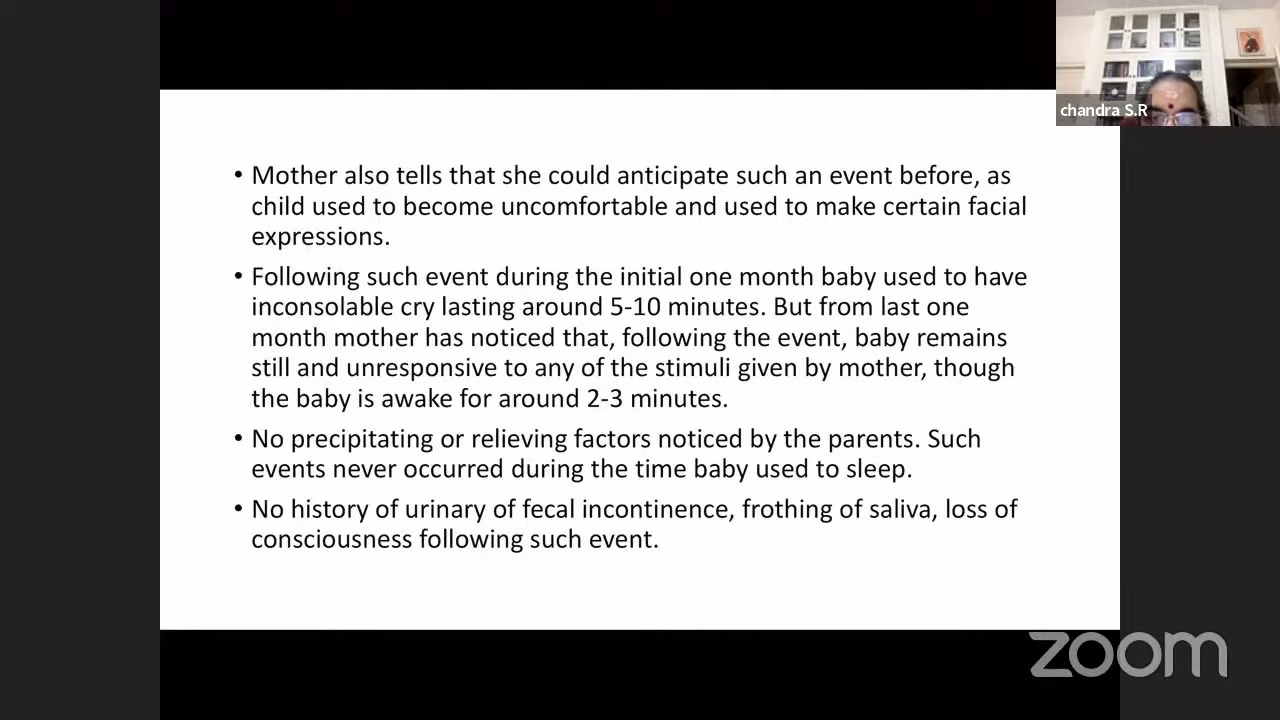 chandra S.R
• Mother also tells that she could anticipate such an event before, as
child used to become uncomfortable and used to make certain facial
expressions.
• Following such event during the initial one month baby used to have
inconsolable cry lasting around 5-10 minutes. But from last one
month mother has noticed that, following the event, baby remains
still and unresponsive to any of the stimuli given by mother, though
the baby is awake for around 2-3 minutes.
• No precipitating or relieving factors noticed by the parents. Such
events never occurred during the time baby used to sleep.
• No history of urinary of fecal incontinence, frothing of saliva, loss of
consciousness following such event.
zoom